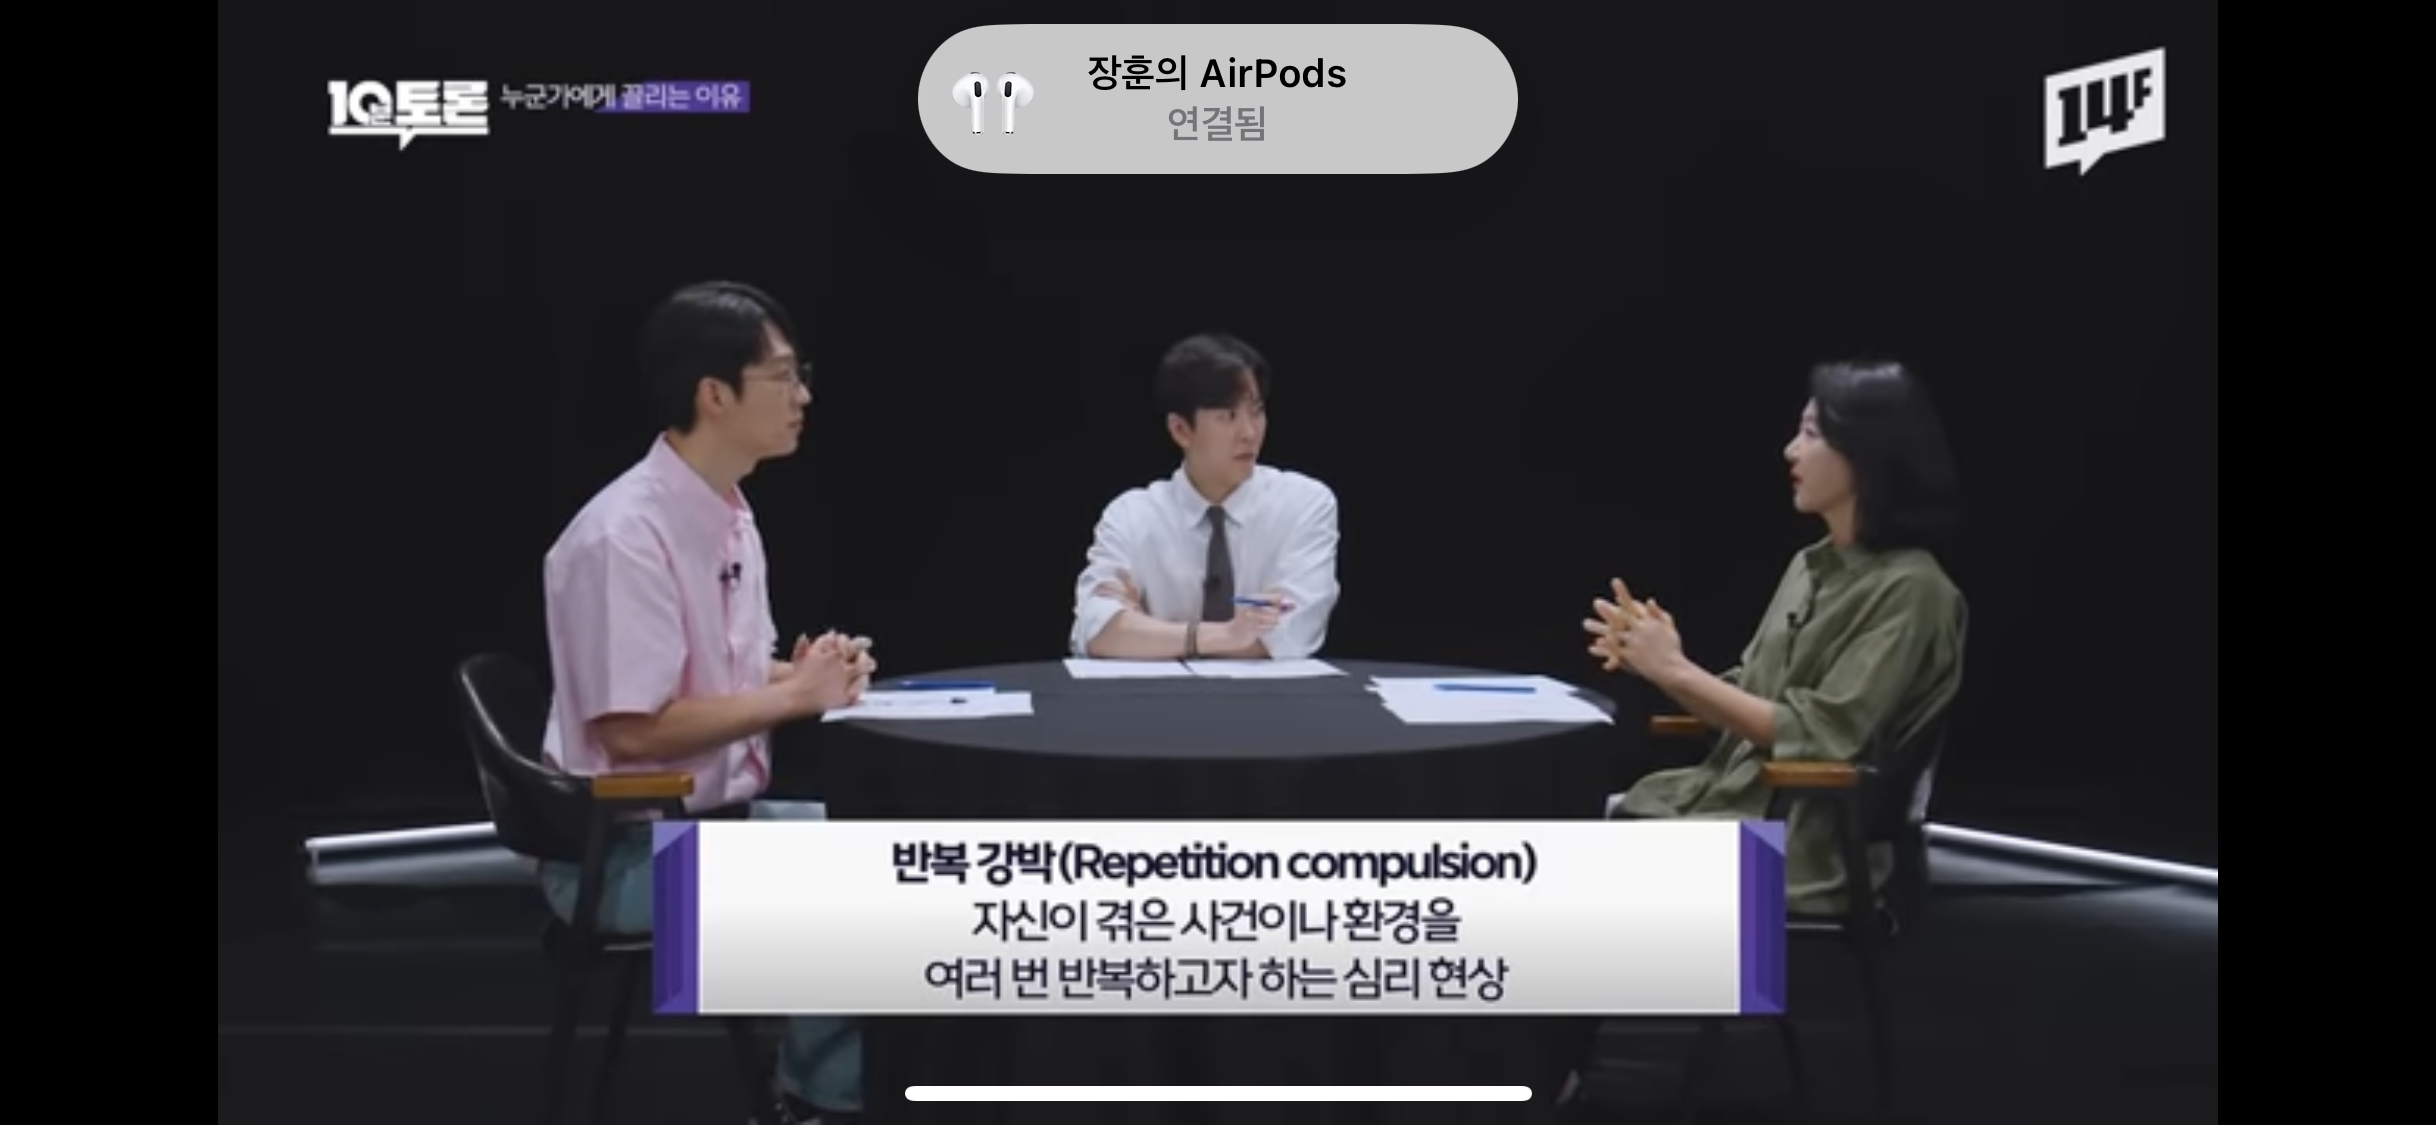 10분토론 누군가에게 끌리는 이유
장훈의 AirPods
연결됨
14F
반복 강박(Repetition compulsion)
자신이 겪은 사건이나 환경을
여러 번 반복하고자 하는 심리 현상